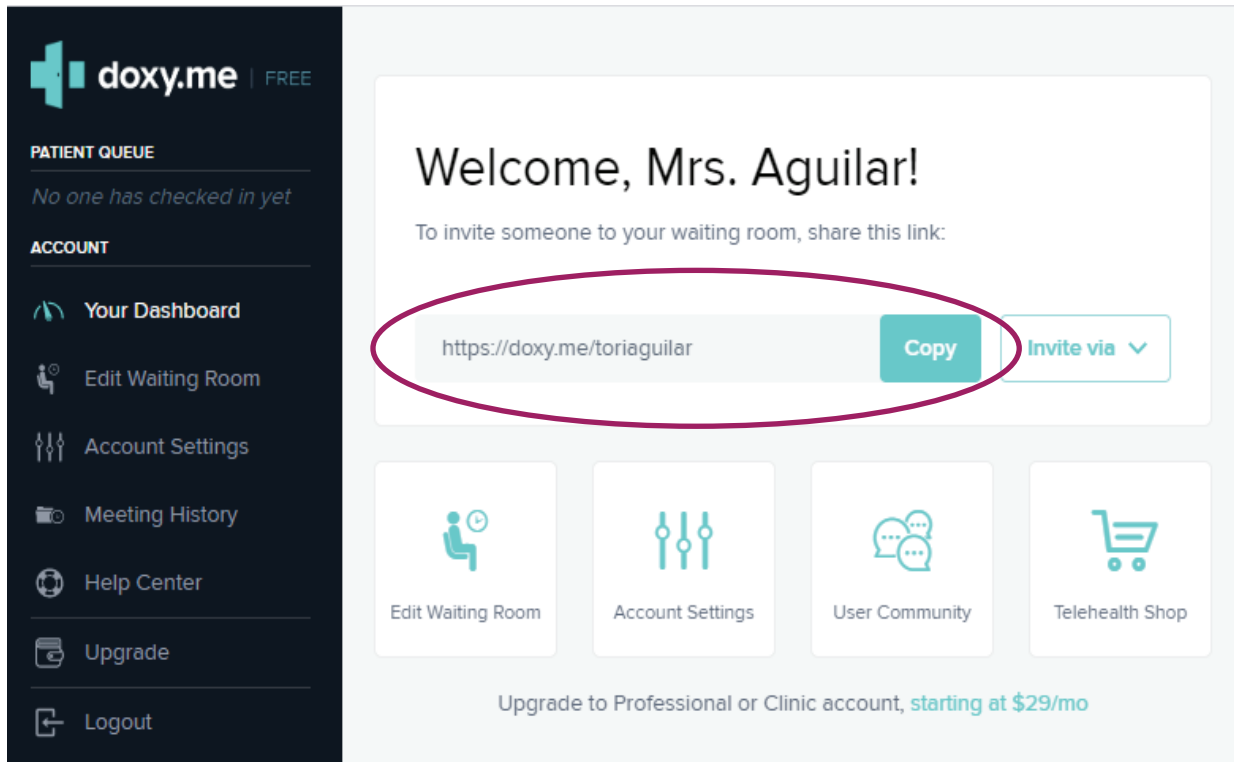 doxy.me | FREE
PATIENT QUEUE
No one has checked in yet
ACCOUNT
Your Dashboard
Edit Waiting Room
Account Settings
Meeting History
Help Center
Upgrade
Logout
Welcome, Mrs. Aguilar!
To invite someone to your waiting room, share this link:
https://doxy.me/toriaguilar Copy Invite via
Edit Waiting Room Account Settings User Community Telehealth Shop
Upgrade to Professional or Clinic account, starting at $29/mo